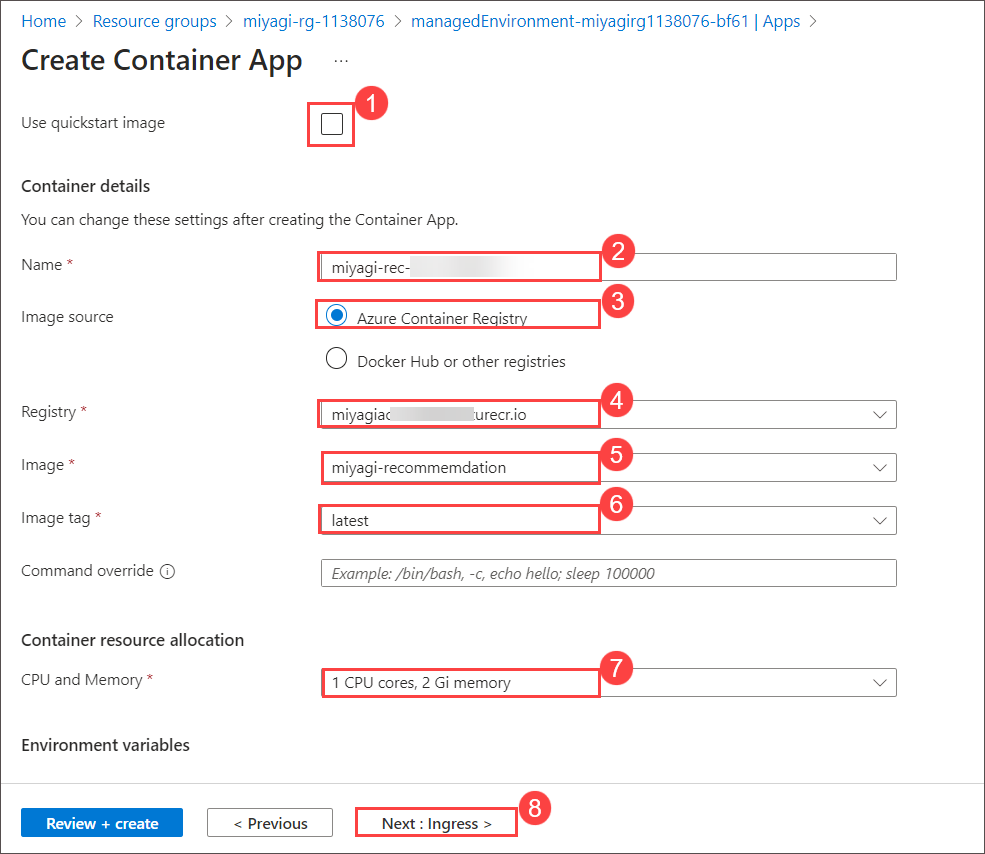 Home > Resource groups > miyagi-rg-1138076 > managedEnvironment-miyagirg1138076-bf61 | Apps >
Create Container App ...
1
Use quickstart image
Container details
You can change these settings after creating the Container App.
2
Name * miyagi-rec-
3
Image source Azure Container Registry
Docker Hub or other registries
4
Registry * miyagiac urecr.io
5
Image * miyagi-recommemdation
6
Image tag * latest
Command override Example: /bin/bash, -c, echo hello; sleep 100000
Container resource allocation
7
CPU and Memory * 1 CPU cores, 2 Gi memory
Environment variables
8
Review + create < Previous Next : Ingress >